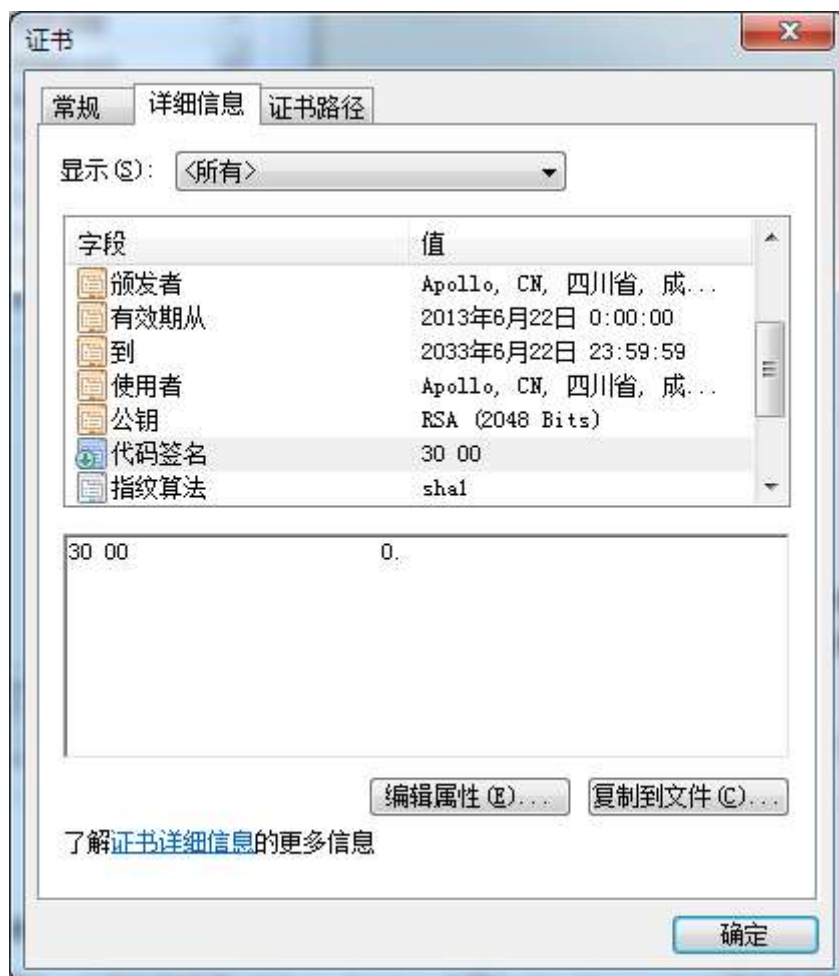 证书
常规 详细信息 证书路径
显示(S): <所有>
字段 值
颁发者 Apollo, CN, 四川省, 成...
有效期从 2013年6月22日 0:00:00
到 2033年6月22日 23:59:59
使用者 Apollo, CN, 四川省, 成...
公钥 RSA (2048 Bits)
代码签名 30 00
指纹算法 sha1
30 00 0.
编辑属性(E)... 复制到文件(C)...
了解证书详细信息的更多信息
确定